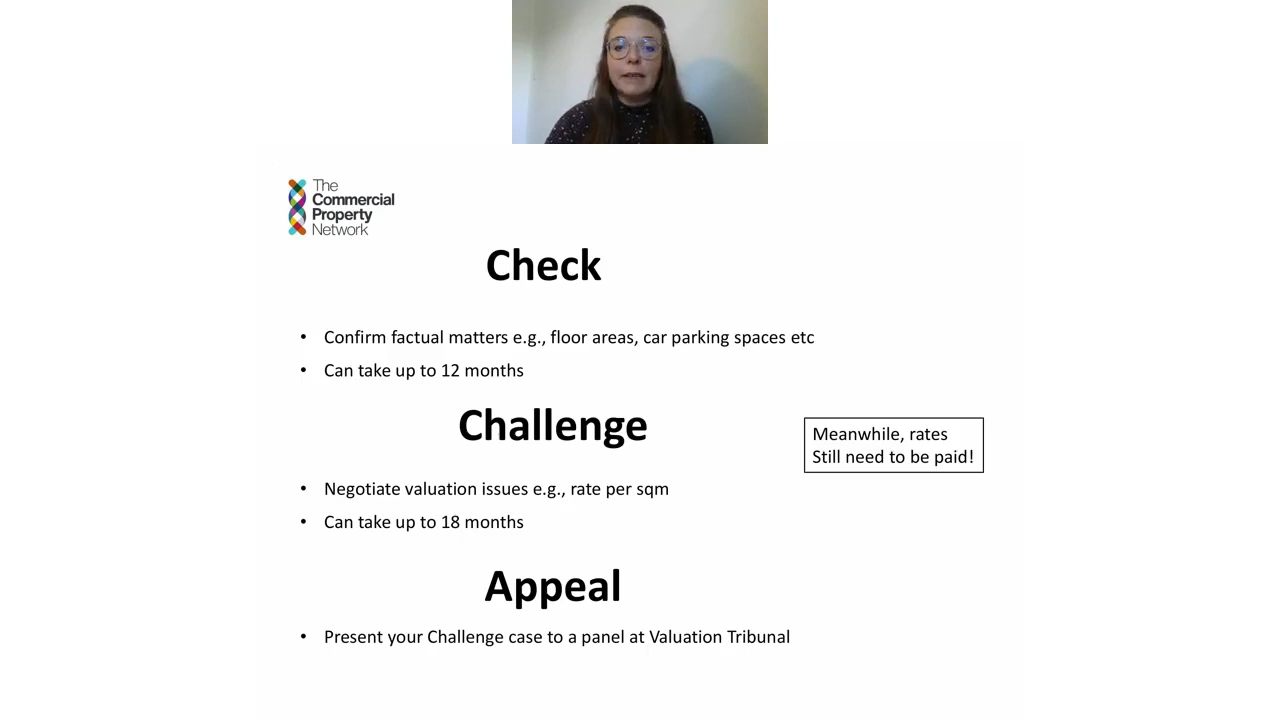 The
Commercial
Property
Network
Check
• Confirm factual matters e.g., floor areas, car parking spaces etc
• Can take up to 12 months
Challenge
Meanwhile, rates
Still need to be paid!
• Negotiate valuation issues e.g., rate per sqm
• Can take up to 18 months
Appeal
• Present your Challenge case to a panel at Valuation Tribunal